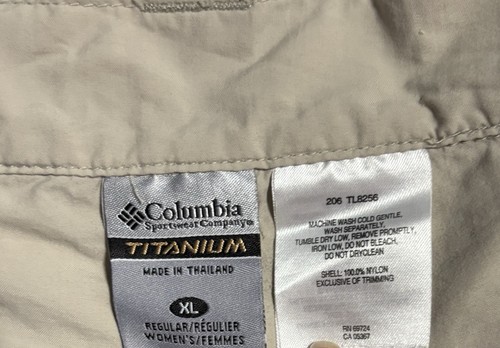 Columbia
Sportswear Company
TITANIUM
MADE IN THAILAND
XL
REGULAR/RÉGULIER
WOMEN'S/FEMMES
206 TL8256
MACHINE WASH COLD GENTLE,
WASH SEPARATELY,
TUMBLE DRY LOW, REMOVE PROMPTLY,
IRON LOW, DO NOT BLEACH,
DO NOT DRYCLEAN
SHELL: 100.0% NYLON
EXCLUSIVE OF TRIMMING
RN 69724
CA 05367